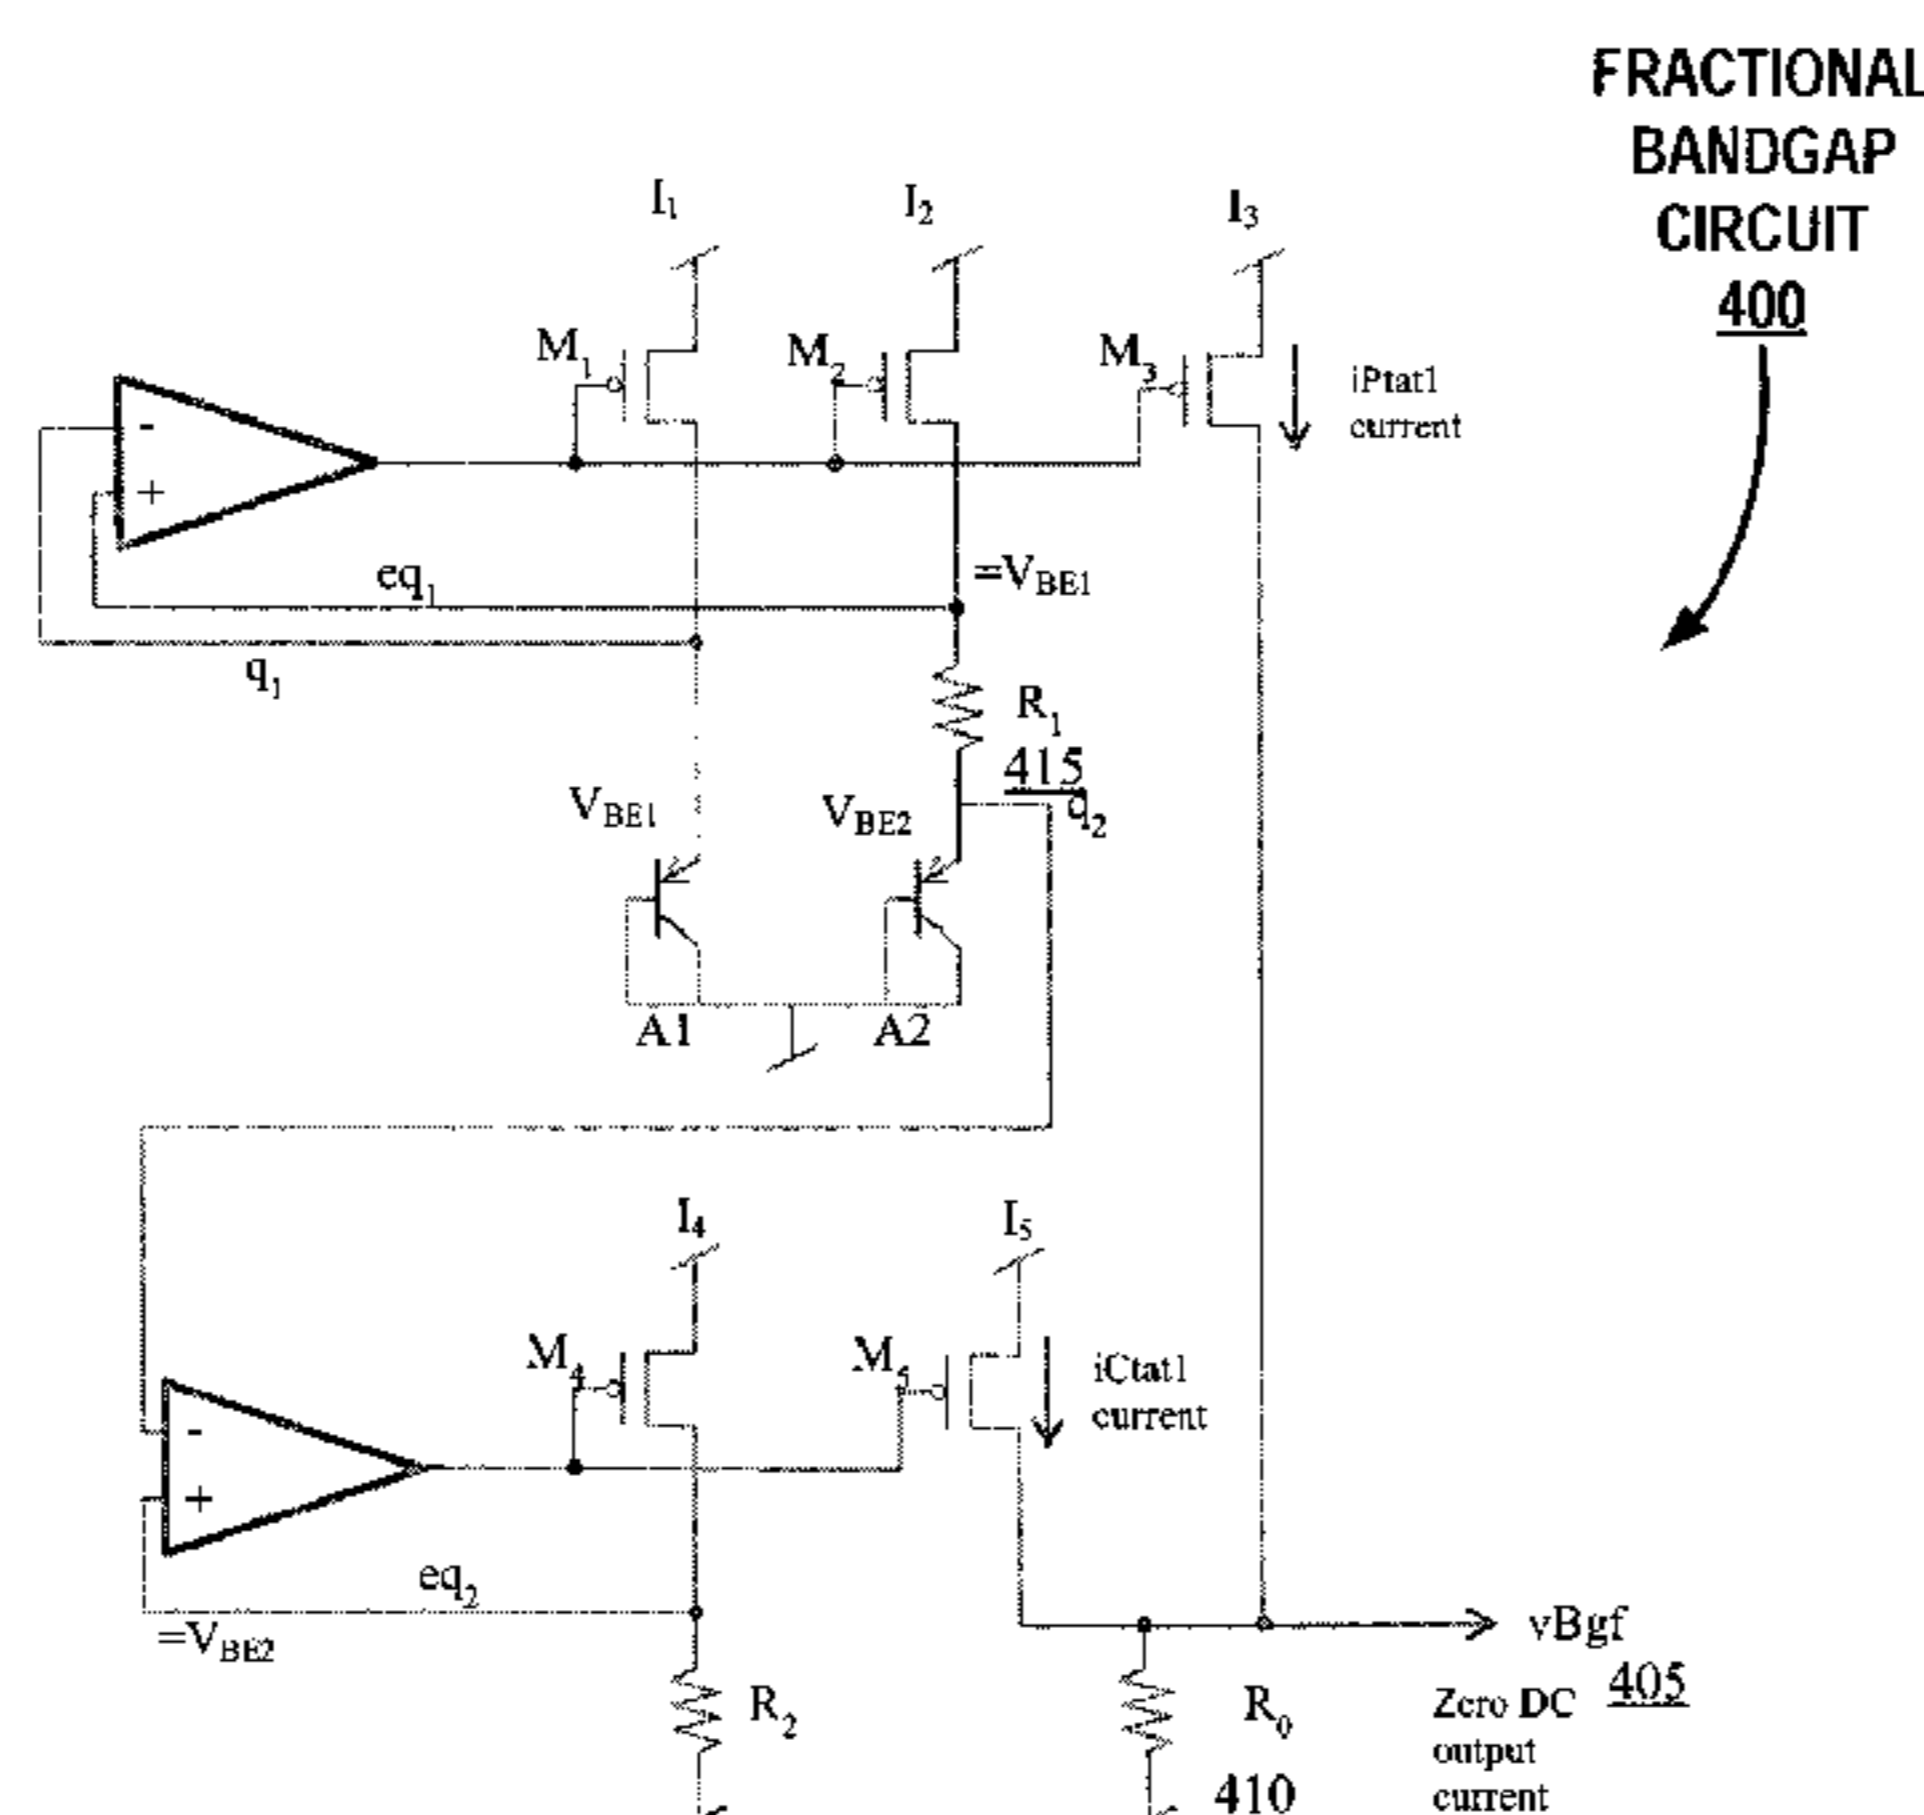 FRACTIONAL
BANDGAP
CIRCUIT
400
I1
I2
I3
M1
M2
M3
iPtat1
current
-
+
eq1
=VBE1
q1
R1
415
q2
VBE1
VBE2
A1
A2
I4
I5
M4
M5
iCtat1
current
-
+
eq2
=VBE2
vBgf
405
R2
R0
Zero DC
output
current
410